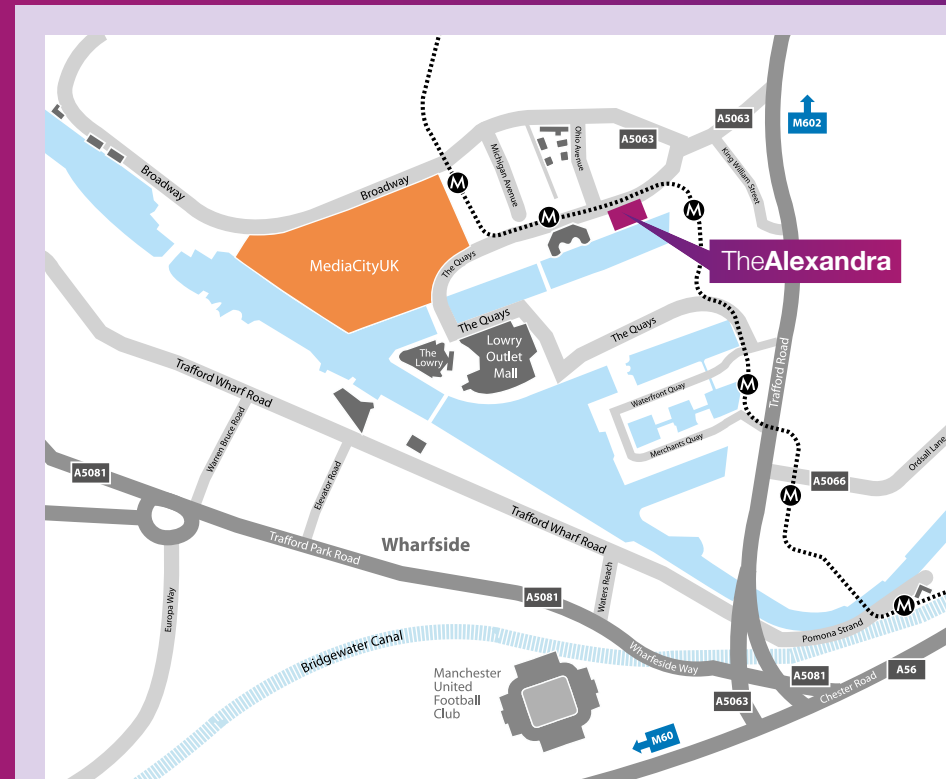 M602
A5063
A5063
Ohio Avenue
Michigan Avenue
King William Street
M
Broadway
Broadway
M
M
TheAlexandra
MediaCityUK
The Quays
The Quays
The Quays
The
Lowry
Lowry
Outlet
Mall
Trafford Road
Waterfront Quay
M
Merchants Quay
Trafford Wharf Road
Warren Bruce Road
Ordsall Lane
A5081
Elevator Road
A5066
M
Trafford Wharf Road
Trafford Park Road
Wharfside
Europa Way
A5081
Waters Reach
M
Pomona Strand
Bridgewater Canal
Wharfeside Way
A5081
A56
Manchester
United
Football
Club
Chester Road
A5063
M60